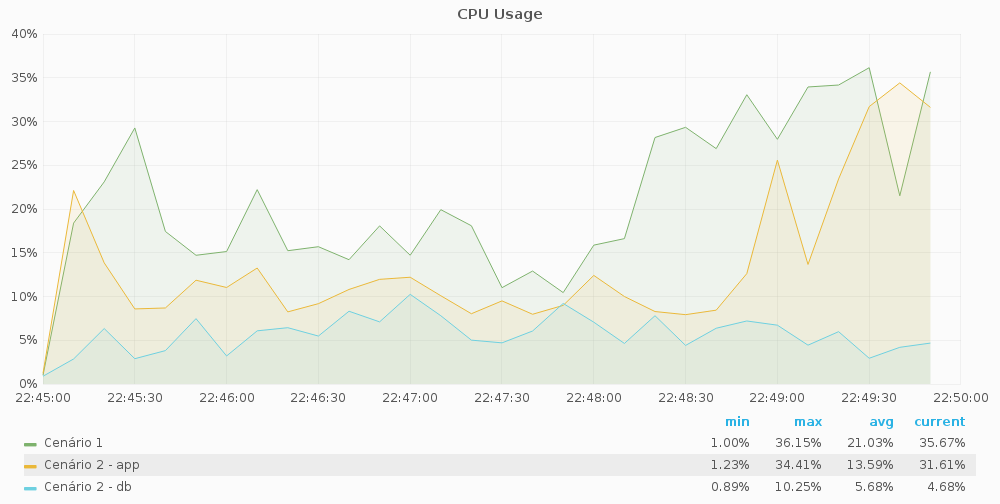 CPU Usage
40%
35%
30%
25%
20%
15%
10%
5%
0%
22:45:00 22:45:30 22:46:00 22:46:30 22:47:00 22:47:30 22:48:00 22:48:30 22:49:00 22:49:30 22:50:00
min max avg current
Cenário 1 1.00% 36.15% 21.03% 35.67%
Cenário 2 - app 1.23% 34.41% 13.59% 31.61%
Cenário 2 - db 0.89% 10.25% 5.68% 4.68%